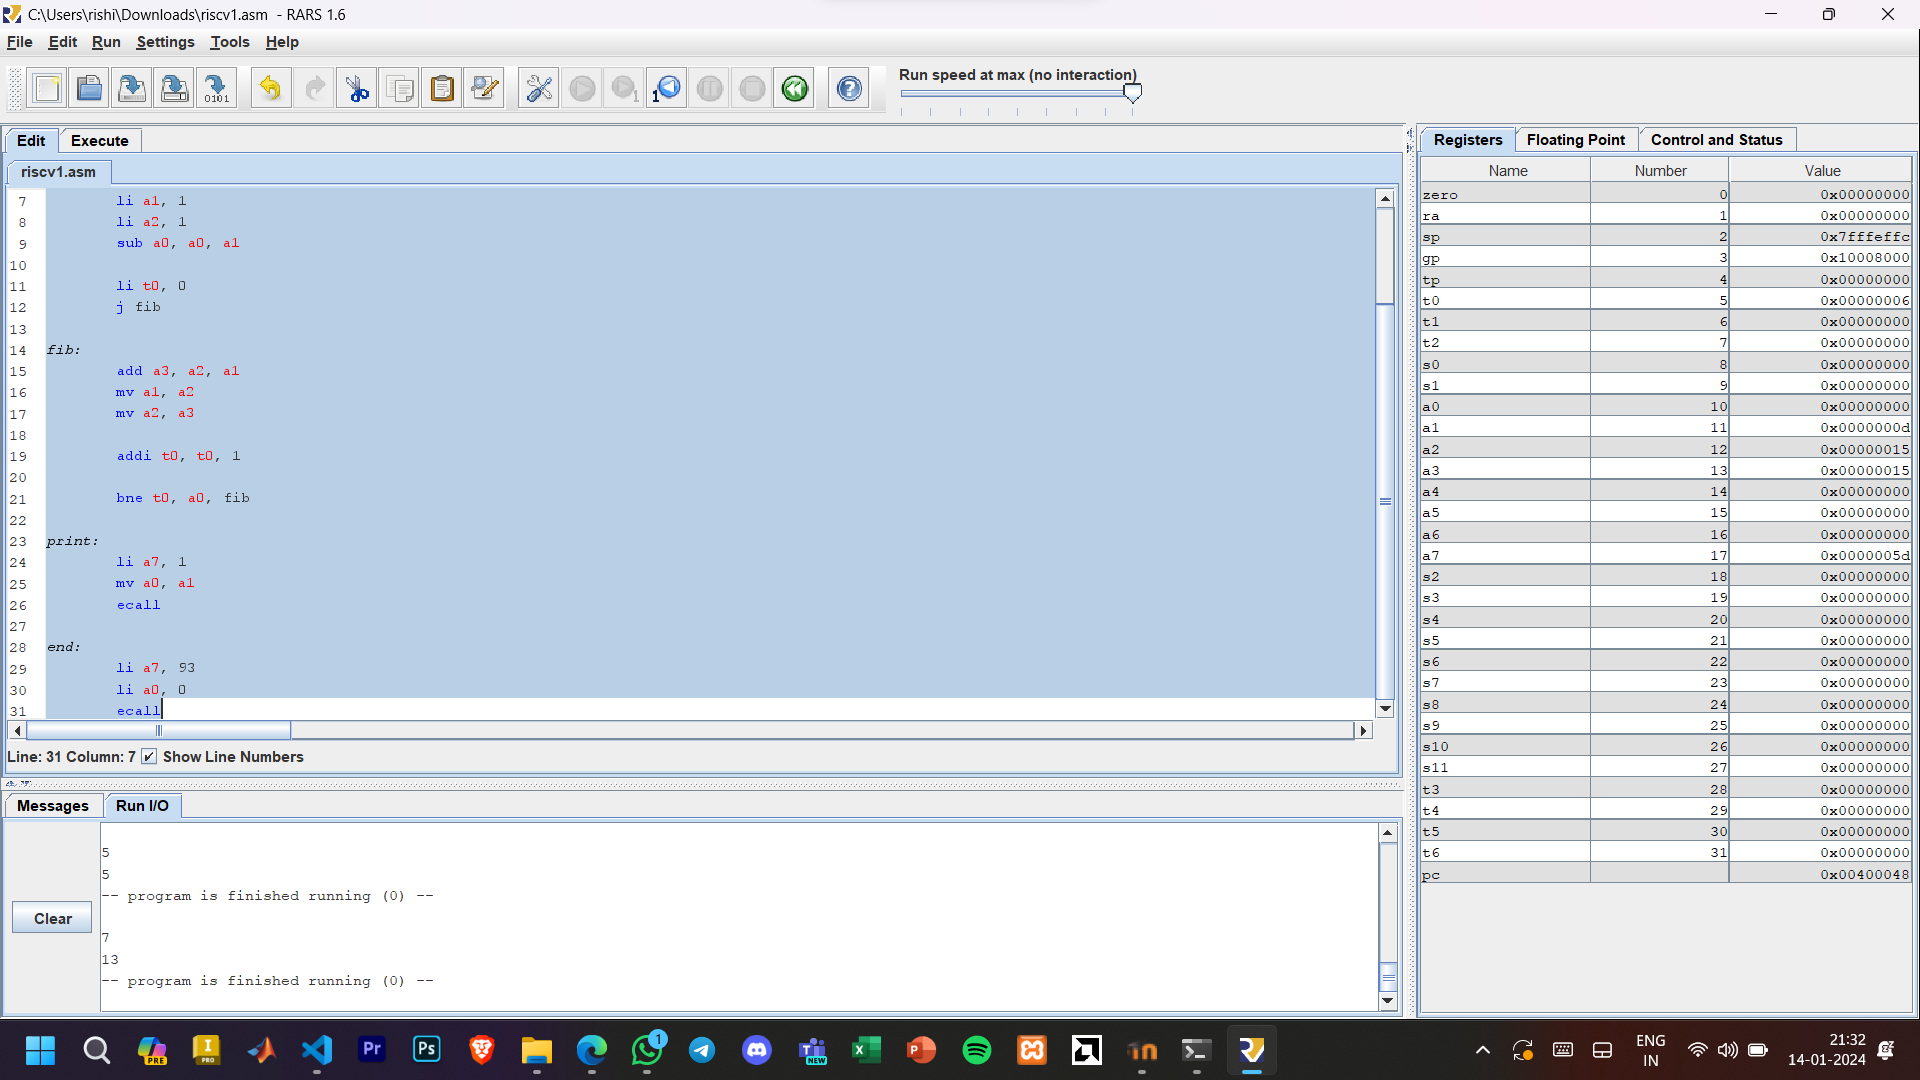 C:\Users\rishi\Downloads\riscv1.asm - RARS 1.6
File Edit Run Settings Tools Help
0101
1
1
Run speed at max (no interaction)
Edit Execute
riscv1.asm
7 li a1, 1
8 li a2, 1
9 sub a0, a0, a1
10
11 li t0, 0
12 j fib
13
14 fib:
15 add a3, a2, a1
16 mv a1, a2
17 mv a2, a3
18
19 addi t0, t0, 1
20
21 bne t0, a0, fib
22
23 print:
24 li a7, 1
25 mv a0, a1
26 ecall
27
28 end:
29 li a7, 93
30 li a0, 0
31 ecall
Line: 31 Column: 7 Show Line Numbers
Messages Run I/O
Clear
5
5
-- program is finished running (0) --
7
13
-- program is finished running (0) --
Registers Floating Point Control and Status
Name Number Value
zero 0 0x00000000
ra 1 0x00000000
sp 2 0x7fffeffc
gp 3 0x10008000
tp 4 0x00000000
t0 5 0x00000006
t1 6 0x00000000
t2 7 0x00000000
s0 8 0x00000000
s1 9 0x00000000
a0 10 0x00000000
a1 11 0x0000000d
a2 12 0x00000015
a3 13 0x00000015
a4 14 0x00000000
a5 15 0x00000000
a6 16 0x00000000
a7 17 0x0000005d
s2 18 0x00000000
s3 19 0x00000000
s4 20 0x00000000
s5 21 0x00000000
s6 22 0x00000000
s7 23 0x00000000
s8 24 0x00000000
s9 25 0x00000000
s10 26 0x00000000
s11 27 0x00000000
t3 28 0x00000000
t4 29 0x00000000
t5 30 0x00000000
t6 31 0x00000000
pc 0x00400048
PRE I PRO Pr Ps 1 NEW
ENG
IN
21:32
14-01-2024